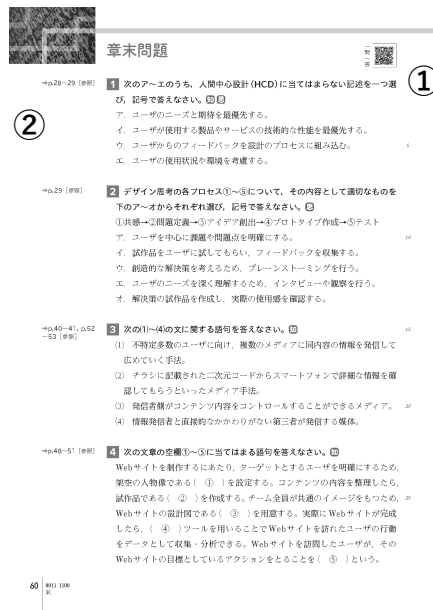 章末問題
一問一答
①
②
⇒p.28~29［参照］
1 次のア~エのうち，人間中心設計(HCD)に当てはまらない記述を一つ選
び，記号で答えなさい。知 思
ア．ユーザのニーズと期待を最優先する。
イ．ユーザが使用する製品やサービスの技術的な性能を最優先する。
ウ．ユーザからのフィードバックを設計のプロセスに組み込む。
5
エ．ユーザの使用状況や環境を考慮する。
⇒p.29［参照］
2 デザイン思考の各プロセス①~⑤について，その内容として適切なものを
下のア~オからそれぞれ選び，記号で答えなさい。思
①共感→②問題定義→③アイデア創出→④プロトタイプ作成→⑤テスト
ア．ユーザを中心に課題や問題点を明確にする。
10
イ．試作品をユーザに試してもらい，フィードバックを収集する。
ウ．創造的な解決策を考えるため，ブレーンストーミングを行う。
エ．ユーザのニーズを深く理解するため，インタビューや観察を行う。
オ．解決策の試作品を作成し，実際の使用感を確認する。
⇒p.40~41，p.52
~53［参照］
3 次の(1)~(4)の文に関する語句を答えなさい。知
15
(1) 不特定多数のユーザに向け，複数のメディアに同内容の情報を発信して
広めていく手法。
(2) チラシに記載された二次元コードからスマートフォンで詳細な情報を確
認してもらうといったメディア手法。
(3) 発信者側がコンテンツ内容をコントロールすることができるメディア。
20
(4) 情報発信者と直接的なかかわりがない第三者が発信する媒体。
⇒p.48~51［参照］
4 次の文章の空欄①~⑤に当てはまる語句を答えなさい。知
Webサイトを制作するにあたり，ターゲットとするユーザを明確にするため，
架空の人物像である( ① )を設定する。コンテンツの内容を整理したら，
試作品である( ② )を作成する。チーム全員が共通のイメージをもつため，
25
Webサイトの設計図である( ③ )を用意する。実際にWebサイトが完成
したら，( ④ )ツールを用いることでWebサイトを訪れたユーザの行動
をデータとして収集・分析できる。Webサイトを訪問したユーザが，その
Webサイトの目標としているアクションをとることを( ⑤ )という。
60
0011 1100
3C